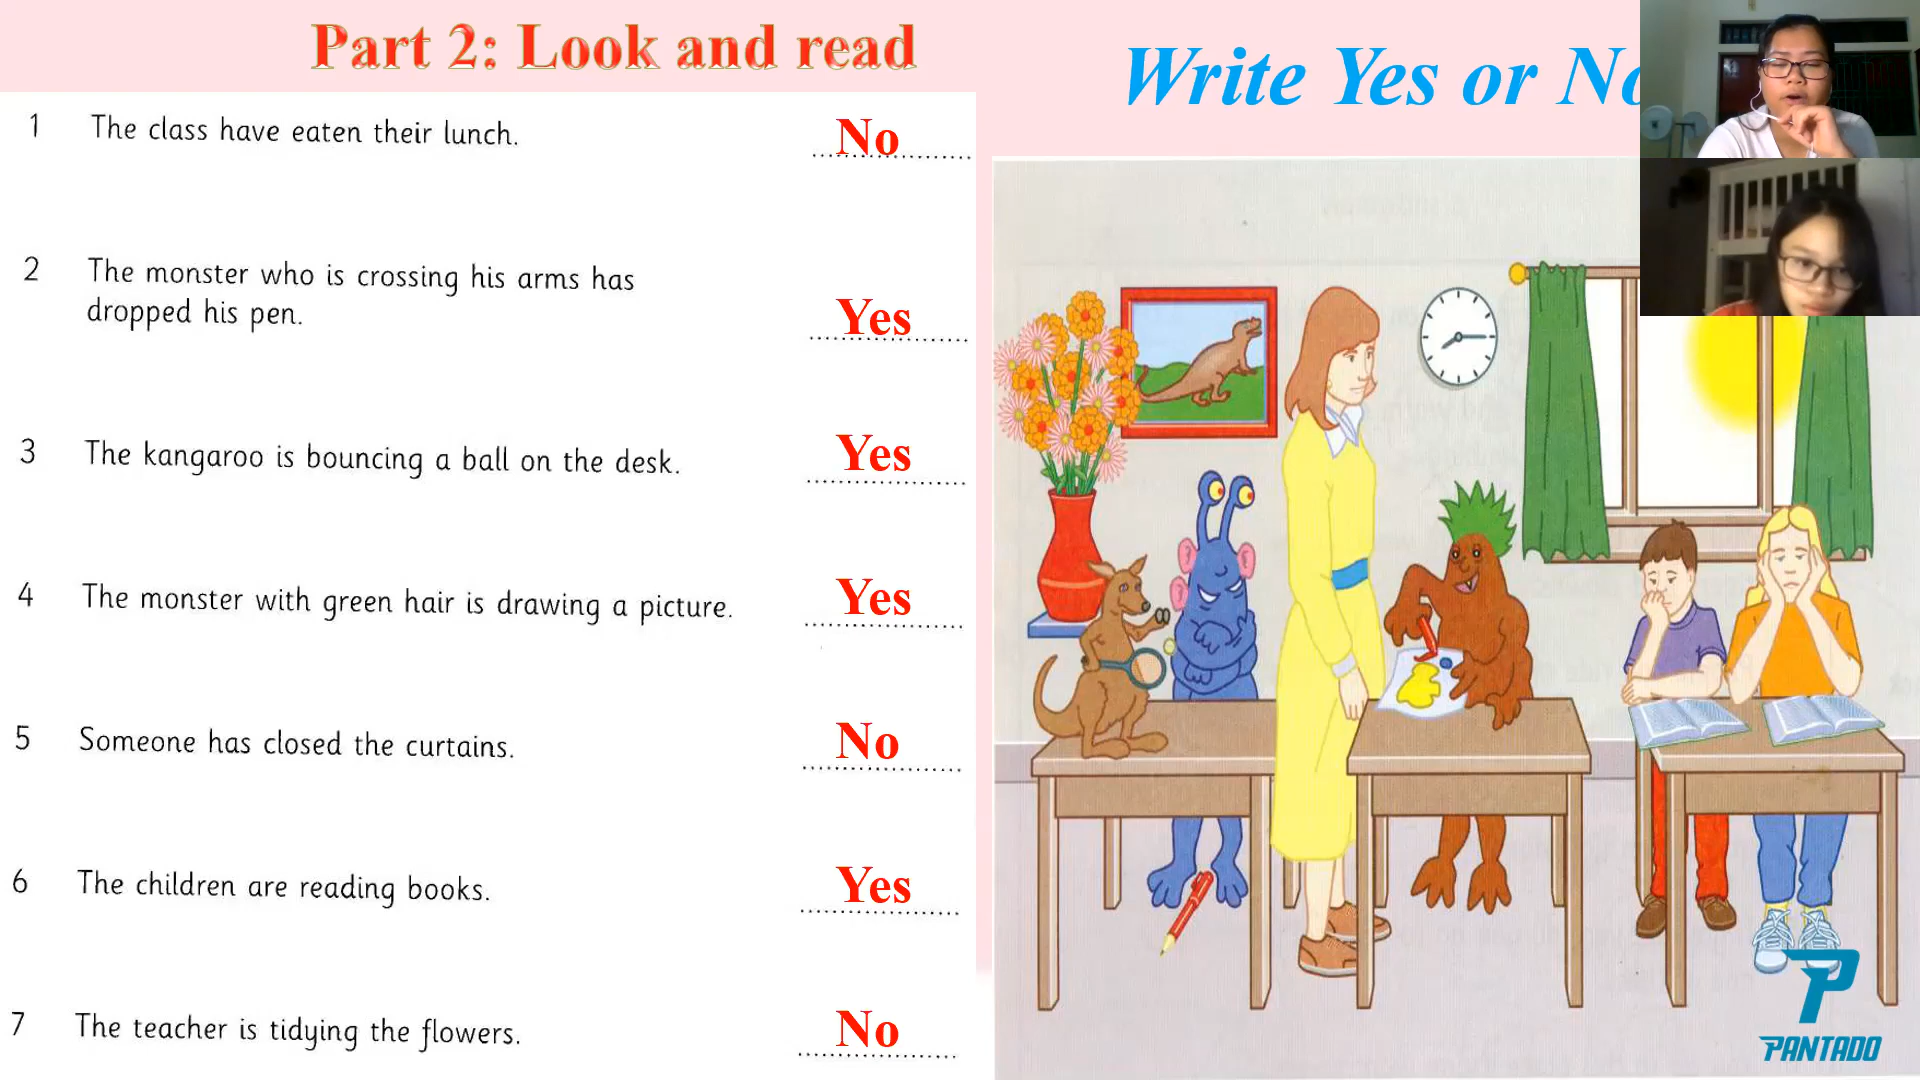 Part 2: Look and read
Write Yes or No
1 The class have eaten their lunch. No
2 The monster who is crossing his arms has
dropped his pen. Yes
3 The kangaroo is bouncing a ball on the desk. Yes
4 The monster with green hair is drawing a picture. Yes
5 Someone has closed the curtains. No
6 The children are reading books. Yes
7 The teacher is tidying the flowers. No
PANTADO